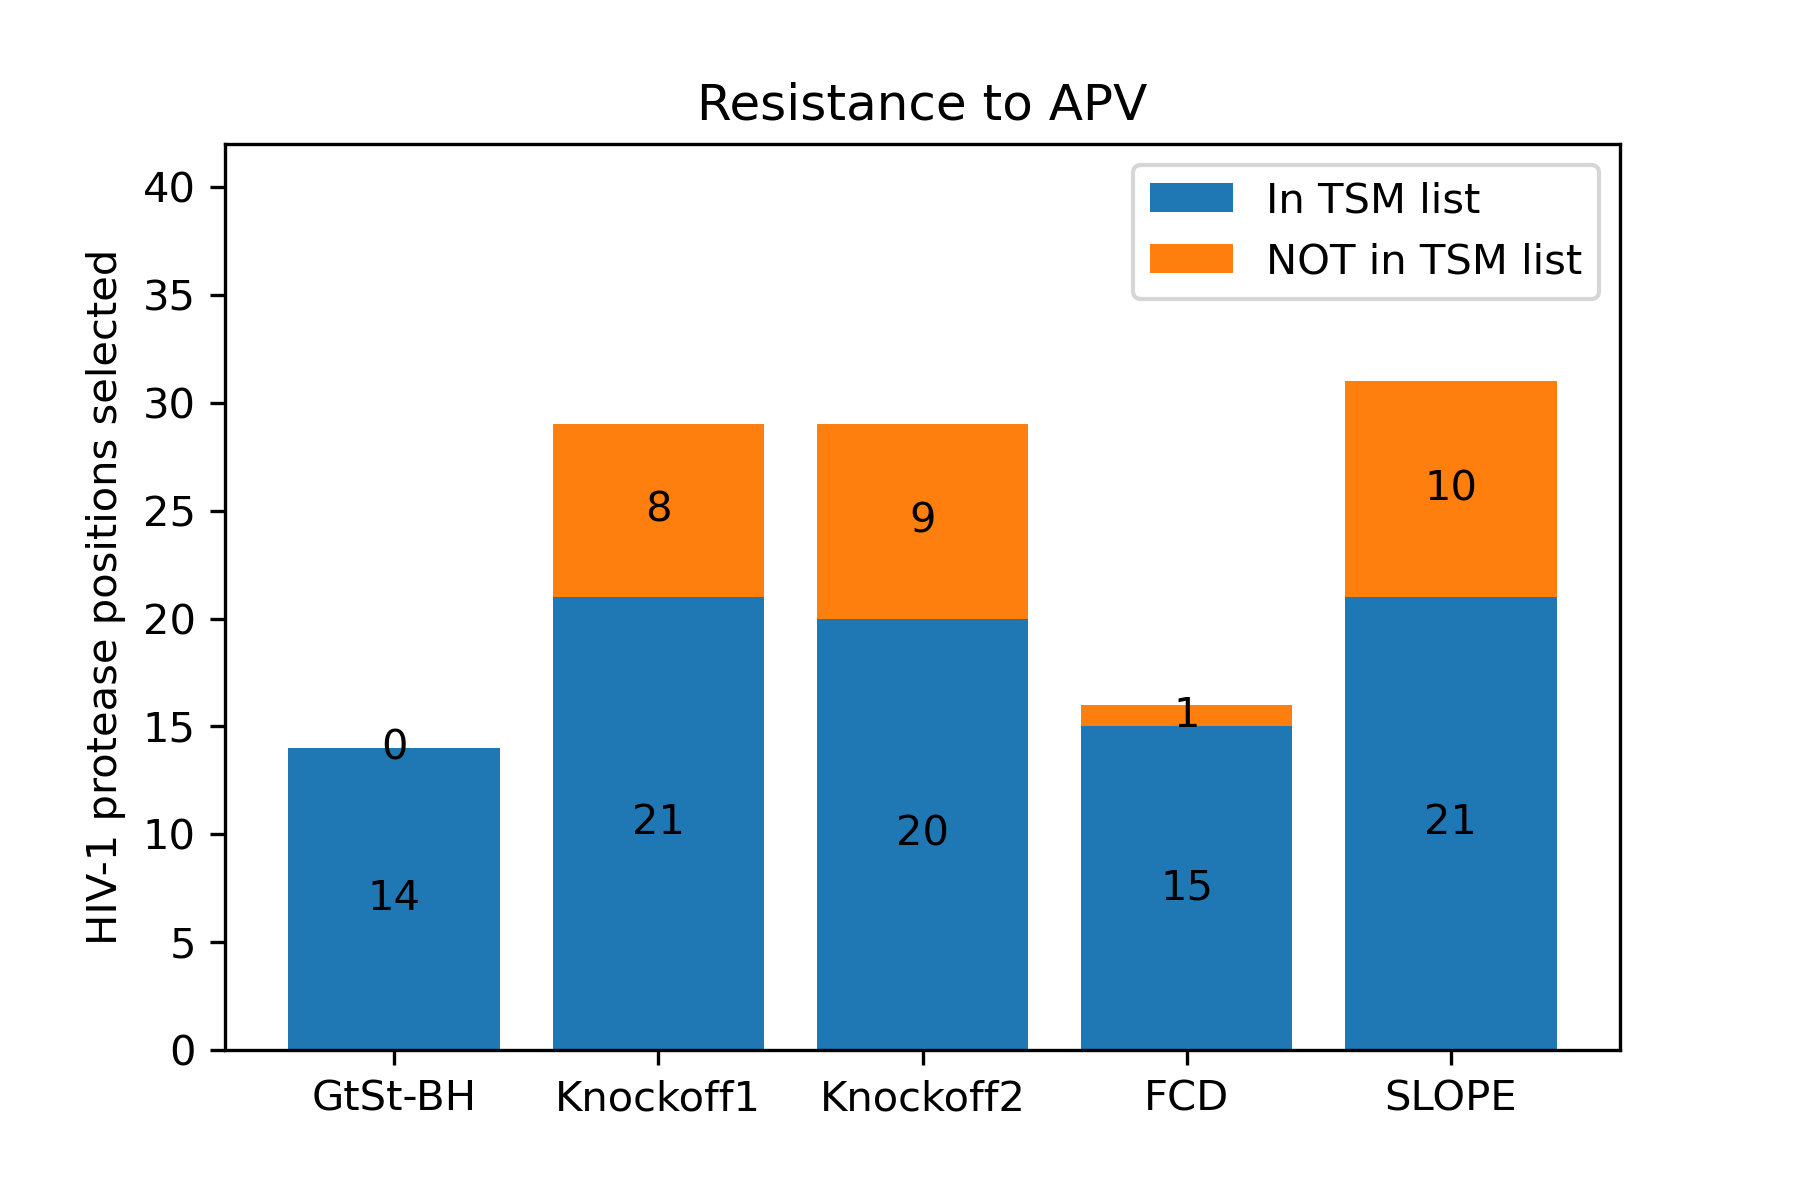 Resistance to APV
In TSM list
NOT in TSM list
HIV-1 protease positions selected
40
35
30
25
20
15
10
5
0
8
9
10
0
1
14
21
20
15
21
GtSt-BH
Knockoff1
Knockoff2
FCD
SLOPE